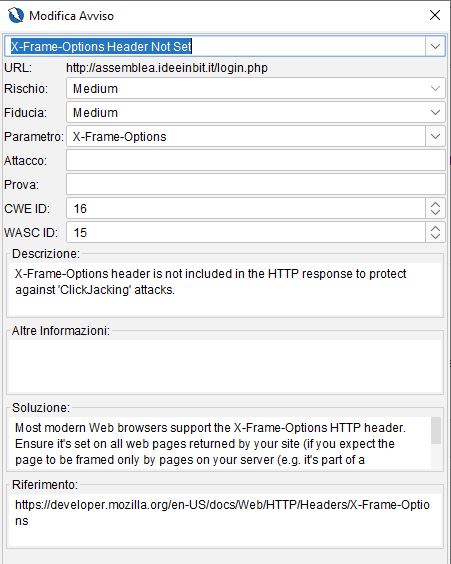 Modifica Avviso
X-Frame-Options Header Not Set
URL: http://assemblea.ideeinbit.it/login.php
Rischio: Medium
Fiducia: Medium
Parametro: X-Frame-Options
Attacco:
Prova:
CWE ID: 16
WASC ID: 15
Descrizione:
X-Frame-Options header is not included in the HTTP response to protect
against 'ClickJacking' attacks.
Altre Informazioni:
Soluzione:
Most modern Web browsers support the X-Frame-Options HTTP header.
Ensure it's set on all web pages returned by your site (if you expect the
page to be framed only by pages on your server (e.g. it's part of a
Riferimento:
https://developer.mozilla.org/en-US/docs/Web/HTTP/Headers/X-Frame-Optio
ns